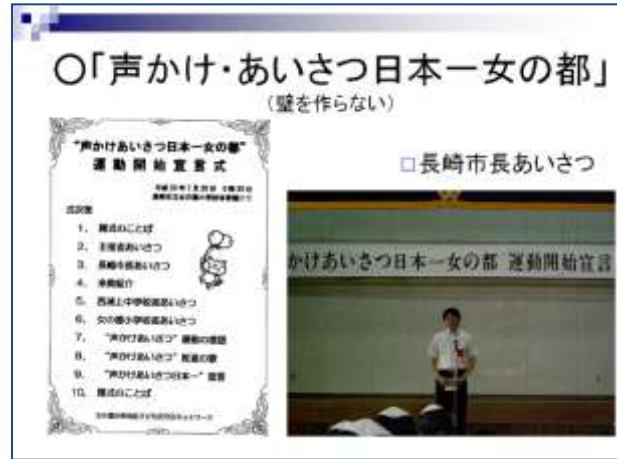 〇「声かけ・あいさつ日本一女の都」
(壁を作らない)
“声かけあいさつ日本一女の都”
運動開始宣言式
式次第
1. 開式のことば
2. 主催者あいさつ
3. 長崎市長あいさつ
4. 来賓紹介
5. 西浦上中学校長あいさつ
6. 女の都小学校長あいさつ
7. “声かけあいさつ”運動の意義
8. “声かけあいさつ”推進の歌
9. “声かけあいさつ日本一”宣言
10. 閉式のことば
□長崎市長あいさつ
かけあいさつ日本一女の都 運動開始宣言